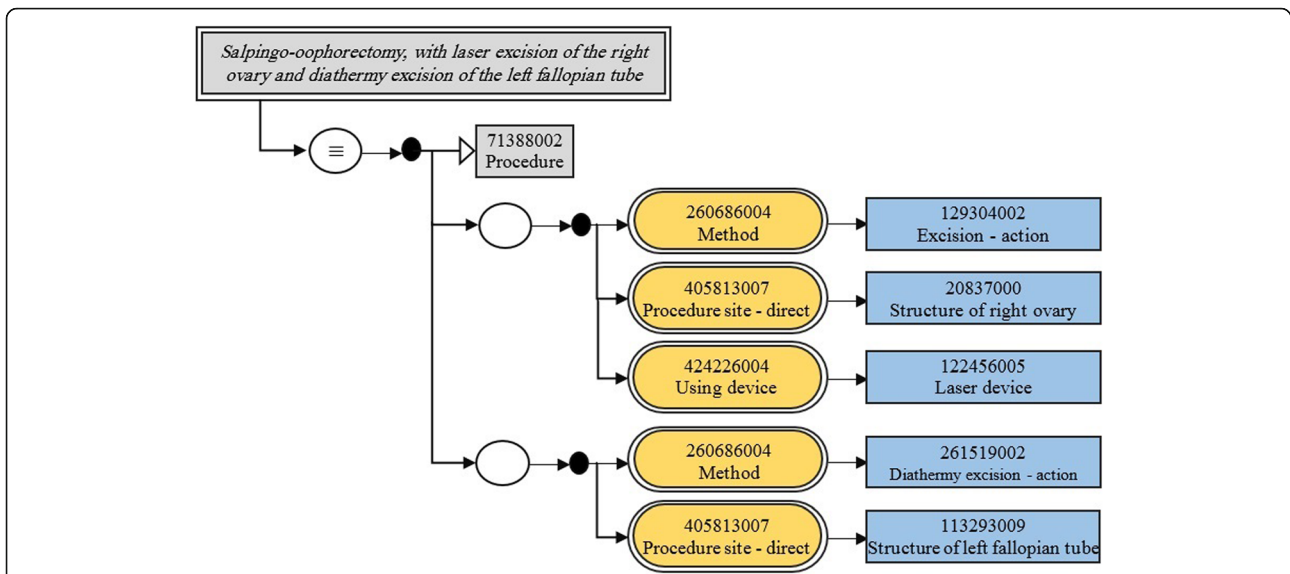 Salpingo-oophorectomy, with laser excision of the right
ovary and diathermy excision of the left fallopian tube
≡
71388002
Procedure
260686004
Method
129304002
Excision - action
405813007
Procedure site - direct
20837000
Structure of right ovary
424226004
Using device
122456005
Laser device
260686004
Method
261519002
Diathermy excision - action
405813007
Procedure site - direct
113293009
Structure of left fallopian tube